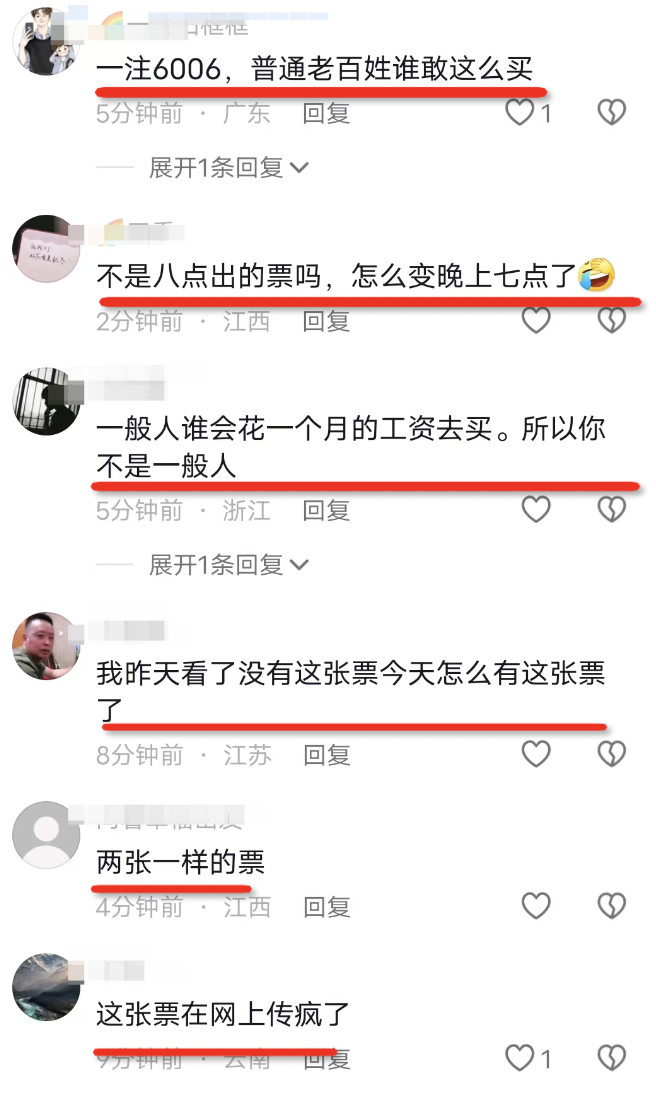 一注6006，普通老百姓谁敢这么买
5分钟前 · 广东 回复 1
展开1条回复
不是八点出的票吗，怎么变晚上七点了
2分钟前 · 江西 回复
一般人谁会花一个月的工资去买。所以你
不是一般人
5分钟前 · 浙江 回复
展开1条回复
我昨天看了没有这张票今天怎么有这张票
了
8分钟前 · 江苏 回复
两张一样的票
4分钟前 · 江西 回复
这张票在网上传疯了
9分钟前 · 云南 回复 1